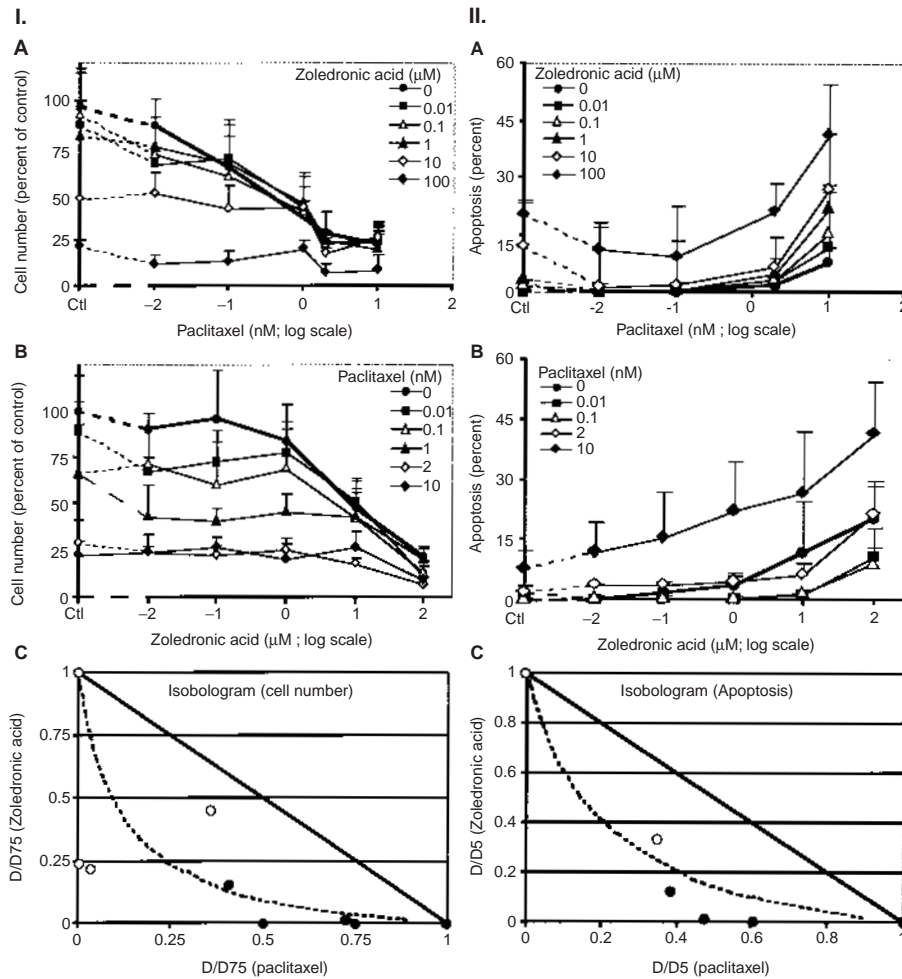 I.
A
Cell number (percent of control)
100
75
50
25
0
Zoledronic acid (µM)
0
0.01
0.1
1
10
100
Ctl
–2
–1
0
1
2
Paclitaxel (nM; log scale)
B
Cell number (percent of control)
100
75
50
25
0
Paclitaxel (nM)
0
0.01
0.1
1
2
10
Ctl
–2
–1
0
1
2
Zoledronic acid (µM ; log scale)
C
Isobologram (cell number)
D/D75 (Zoledronic acid)
1
0.75
0.5
0.25
0
0
0.25
0.5
0.75
1
D/D75 (paclitaxel)
II.
A
Apoptosis (percent)
60
45
30
15
0
Zoledronic acid (µM)
0
0.01
0.1
1
10
100
Ctl
–2
-1
0
1
2
Paclitaxel (nM; log scale)
B
Apoptosis (percent)
60
45
30
15
0
Paclitaxel (nM)
0
0.01
0.1
2
10
Ctl
–2
–1
0
1
2
Zoledronic acid (µM; log scale)
C
Isobologram (Apoptosis)
D/D5 (Zoledronic acid)
1
0.8
0.6
0.4
0.2
0
0
0.2
0.4
0.6
0.8
1
D/D5 (paclitaxel)